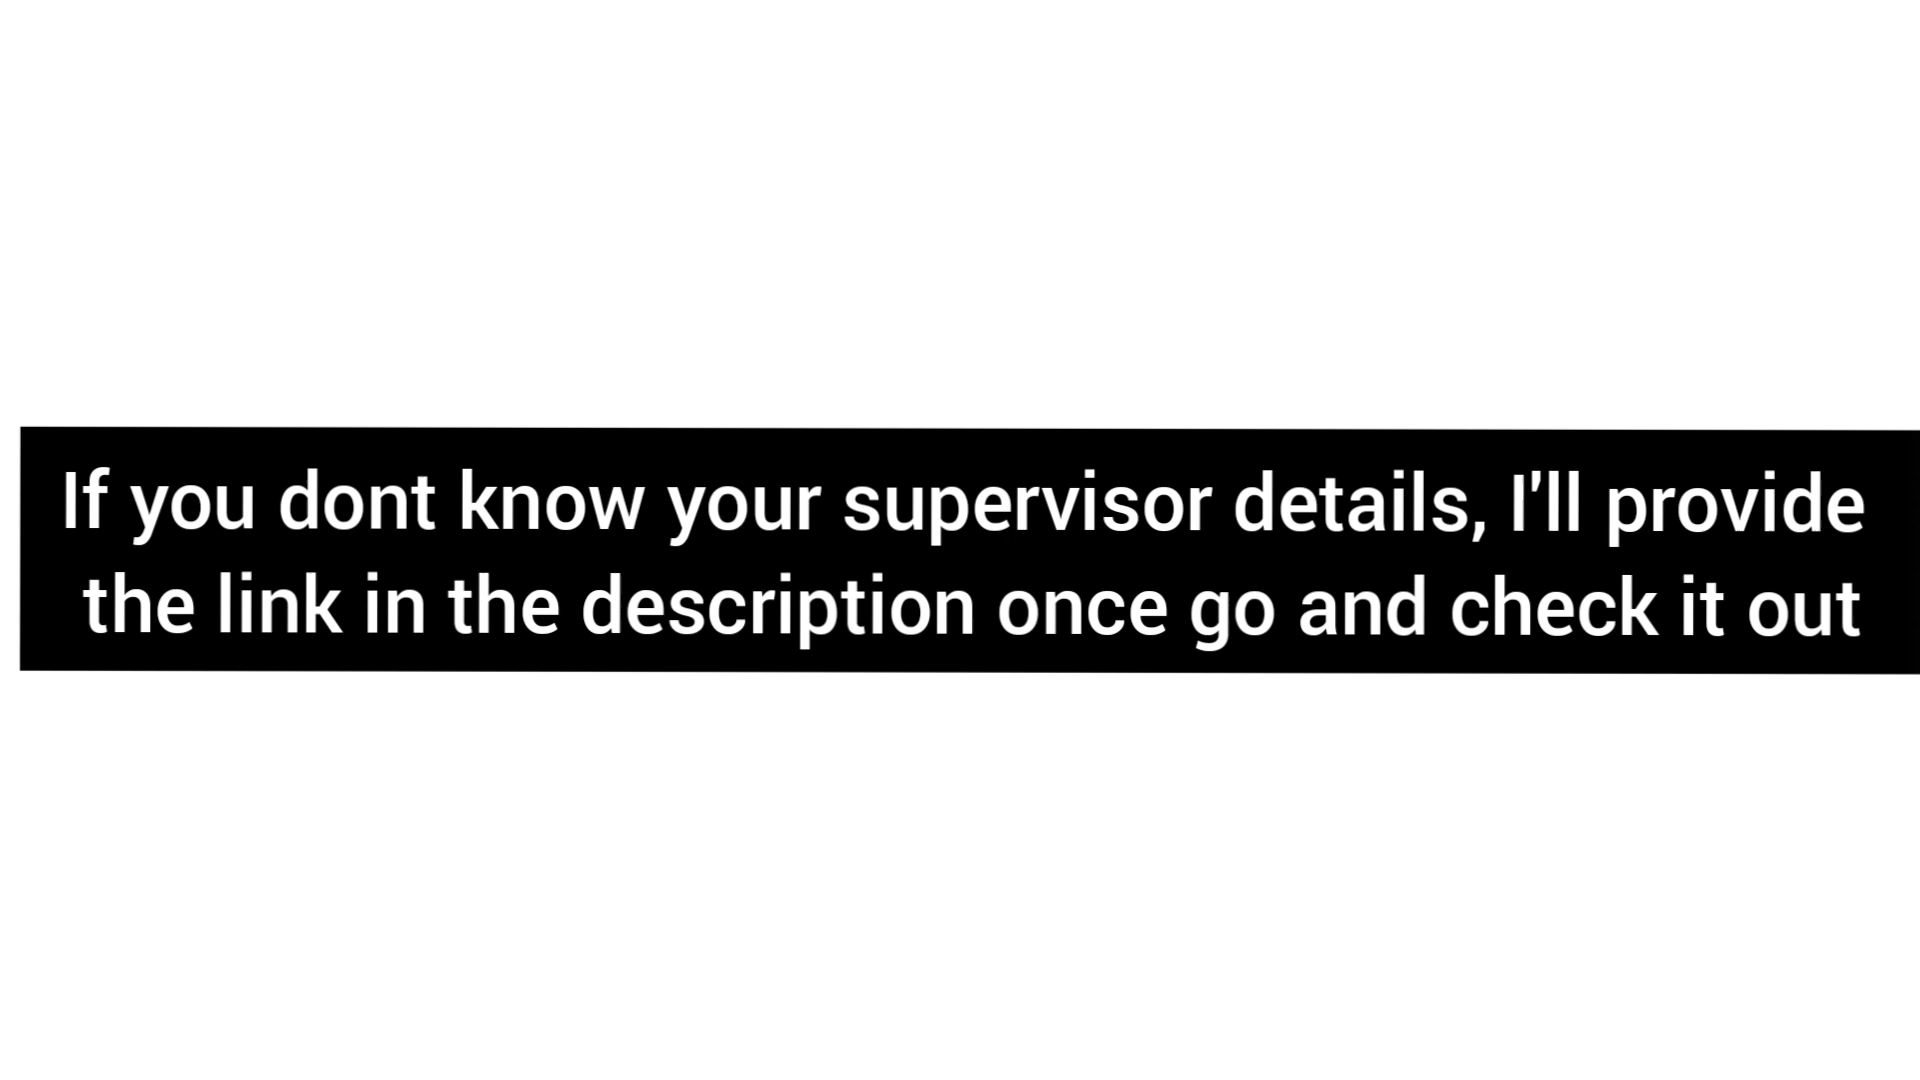 If you dont know your supervisor details, I'll provide
the link in the description once go and check it out